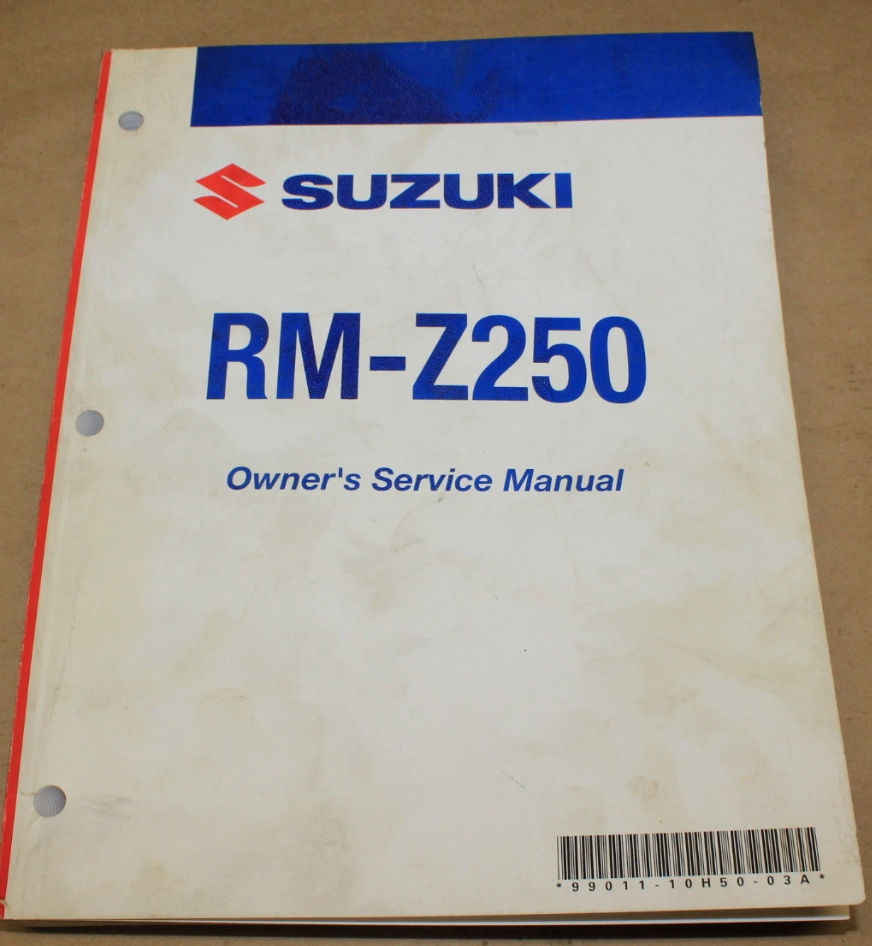 SUZUKI
RM-Z250
Owner's Service Manual
*99011-10H50-03A*